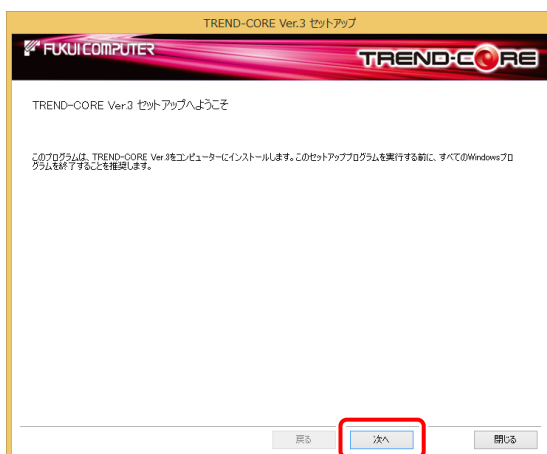 TREND-CORE Ver.3 セットアップ
FUKUI COMPUTER
TREND-CORE
TREND-CORE Ver.3 セットアップへようこそ
このプログラムは、TREND-CORE Ver.3をコンピューターにインストールします。このセットアッププログラムを実行する前に、すべてのWindowsプロ
グラムを終了することを推奨します。
戻る
次へ
閉じる